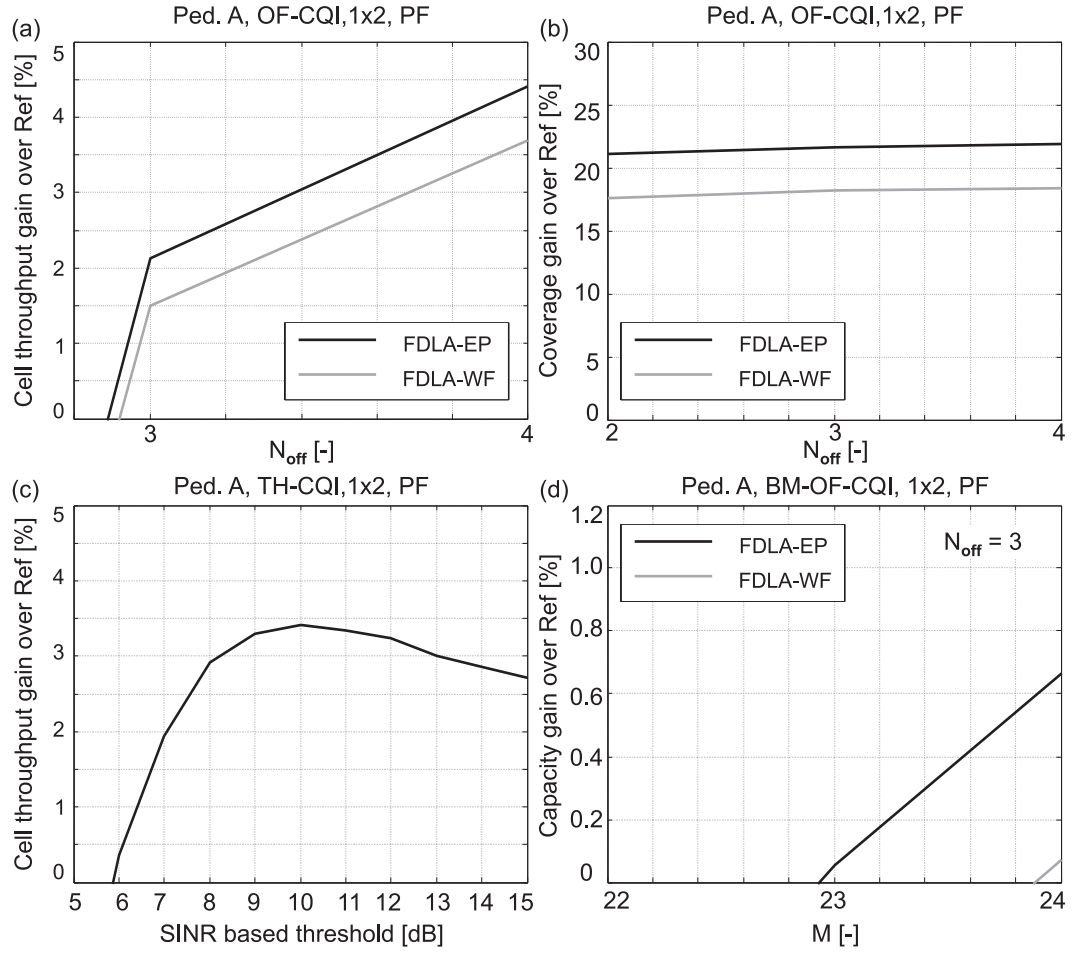 (a)
Ped. A, OF-CQI,1x2, PF
Cell throughput gain over Ref [%]
5
4
3
2
1
0
FDLA-EP
FDLA-WF
3
4
Noff [-]
(b)
Ped. A, OF-CQI,1x2, PF
Coverage gain over Ref [%]
30
25
20
15
10
5
0
FDLA-EP
FDLA-WF
2
3
4
Noff [-]
(c)
Ped. A, TH-CQI,1x2, PF
Cell throughput gain over Ref [%]
5
4
3
2
1
0
5 6 7 8 9 10 11 12 13 14 15
SINR based threshold [dB]
(d)
Ped. A, BM-OF-CQI, 1x2, PF
Capacity gain over Ref [%]
1.2
1.0
0.8
0.6
0.4
0.2
0
FDLA-EP
FDLA-WF
Noff = 3
22 23 24
M [-]